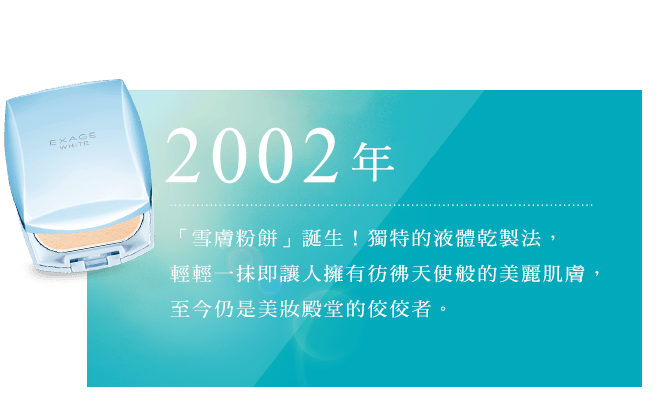 EXAGE
WHITE
2002年
「雪膚粉餅」誕生！獨特的液體乾製法，
輕輕一抹即讓人擁有彷彿天使般的美麗肌膚，
至今仍是美妝殿堂的佼佼者。